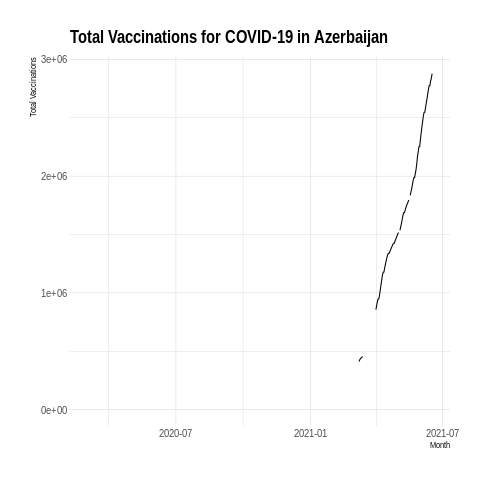 Total Vaccinations for COVID-19 in Azerbaijan
Total Vaccinations
3e+06
2e+06
1e+06
0e+00
2020-07
2021-01
2021-07
Month